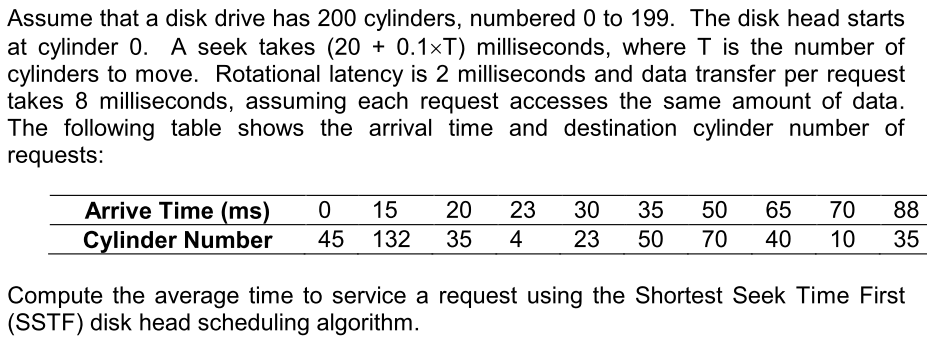 Assume that a disk drive has 200 cylinders, numbered 0 to 199. The disk head starts
at cylinder 0. A seek takes (20 + 0.1×T) milliseconds, where T is the number of
cylinders to move. Rotational latency is 2 milliseconds and data transfer per request
takes 8 milliseconds, assuming each request accesses the same amount of data.
The following table shows the arrival time and destination cylinder number of
requests:
Arrive Time (ms) 0 15 20 23 30 35 50 65 70 88
Cylinder Number 45 132 35 4 23 50 70 40 10 35
Compute the average time to service a request using the Shortest Seek Time First
(SSTF) disk head scheduling algorithm.